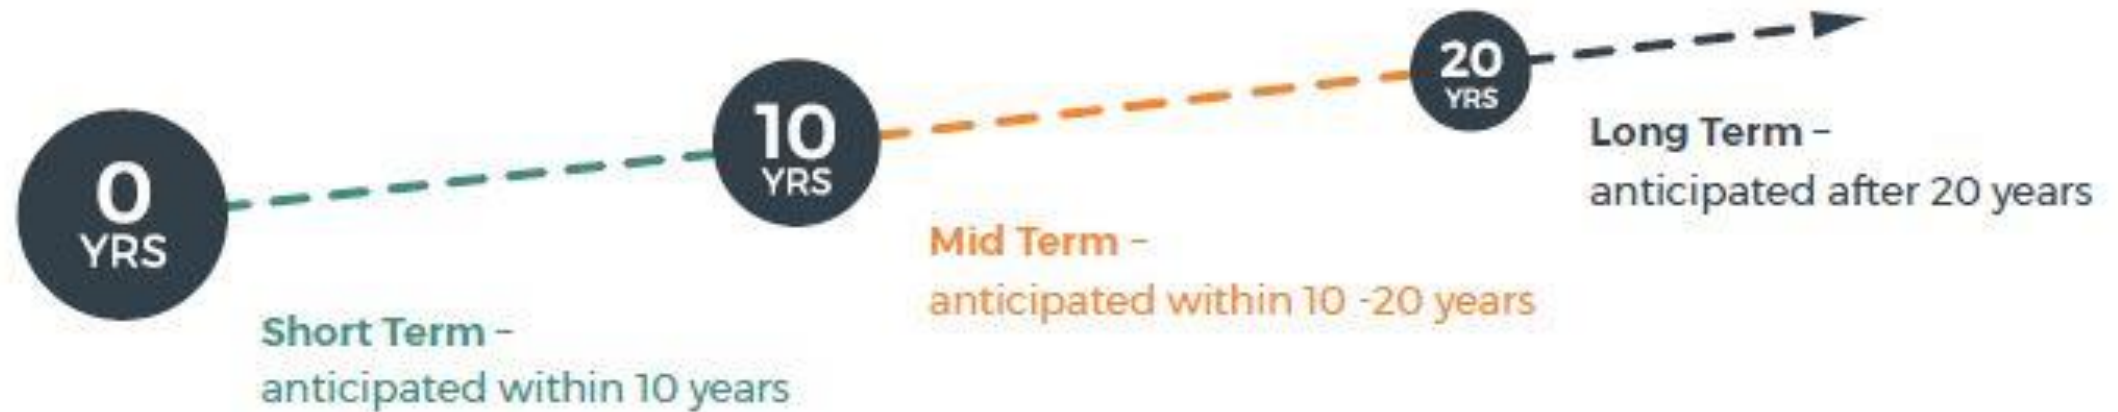 0
YRS
Short Term –
anticipated within 10 years
10
YRS
Mid Term –
anticipated within 10 -20 years
20
YRS
Long Term –
anticipated after 20 years